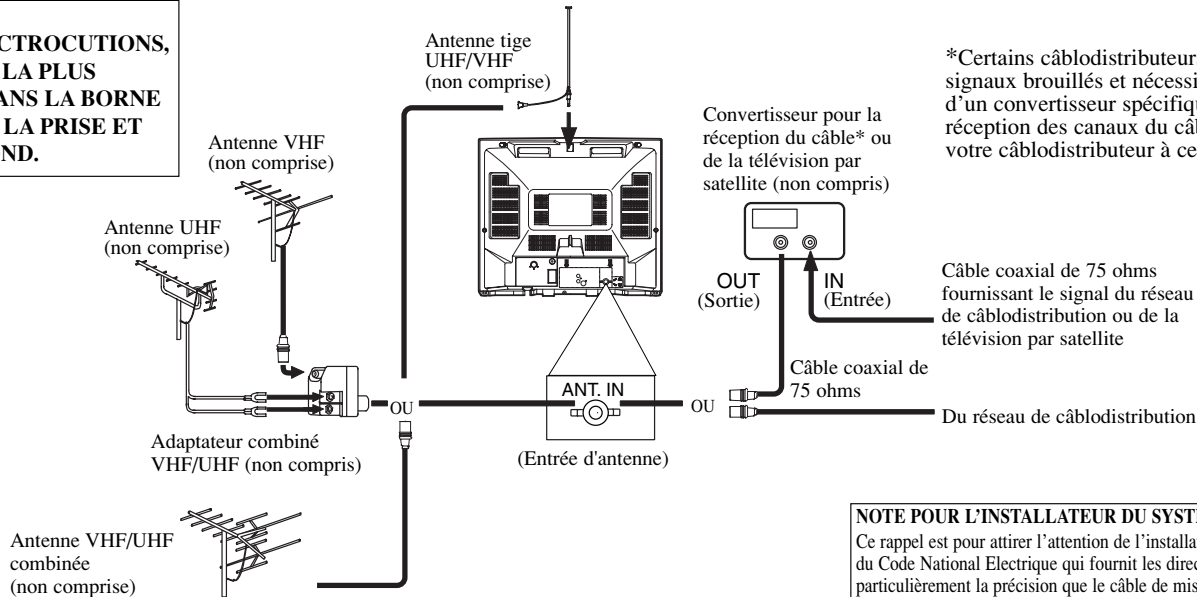 CTROCUTIONS,
LA PLUS
ANS LA BORNE
LA PRISE ET
ND.
Antenne tige
UHF/VHF
(non comprise)
*Certains câblodistributeur
signaux brouillés et nécessi
d’un convertisseur spécifiqu
réception des canaux du câ
votre câblodistributeur à ce
Convertisseur pour la
réception du câble* ou
de la télévision par
satellite (non compris)
Antenne VHF
(non comprise)
Antenne UHF
(non comprise)
OUT
(Sortie)
IN
(Entrée)
Câble coaxial de 75 ohms
fournissant le signal du réseau
de câblodistribution ou de la
télévision par satellite
Câble coaxial de
75 ohms
ANT. IN
OU
OU
Du réseau de câblodistribution
(Entrée d'antenne)
Adaptateur combiné
VHF/UHF (non compris)
Antenne VHF/UHF
combinée
(non comprise)
NOTE POUR L’INSTALLATEUR DU SYST
Ce rappel est pour attirer l’attention de l’installa
du Code National Electrique qui fournit les direc
particulièrement la précision que le câble de mis